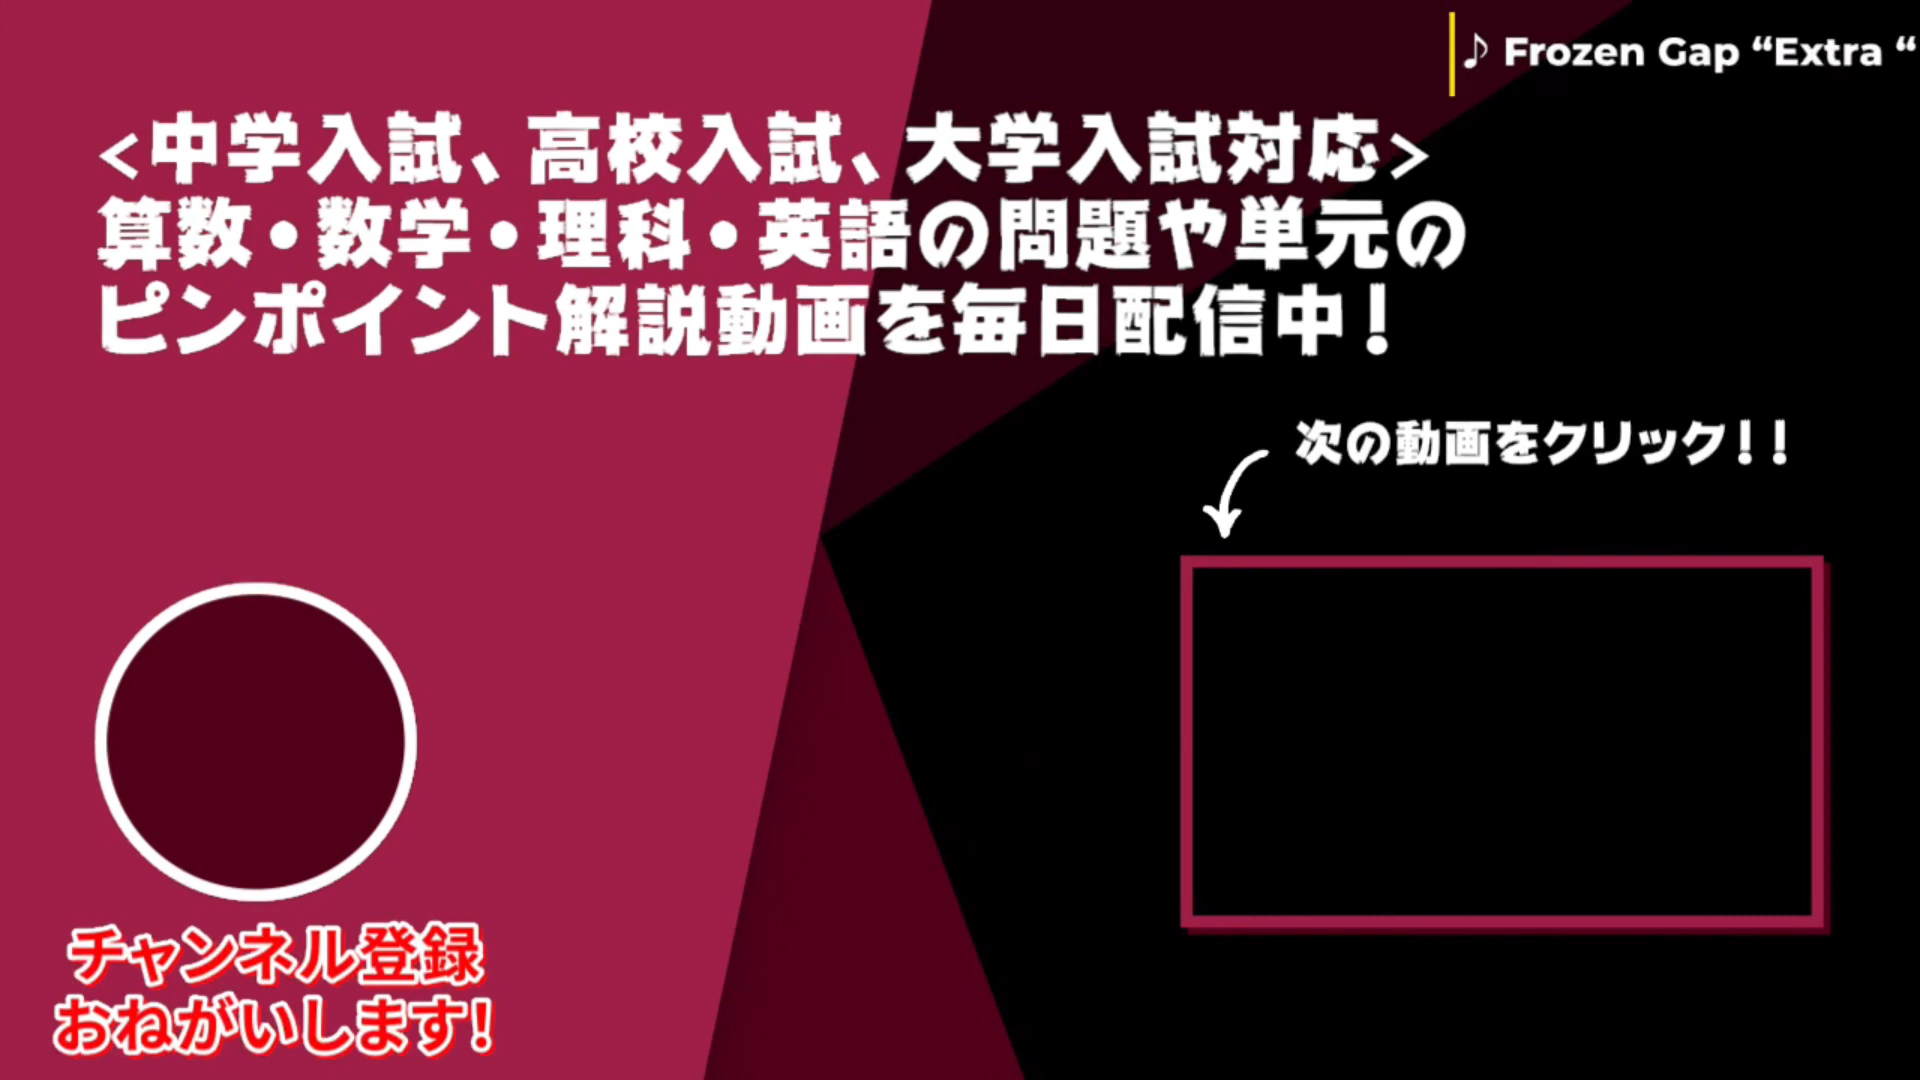 ♪ Frozen Gap “Extra “
<中学入試、高校入試、大学入試対応>
算数・数学・理科・英語の問題や単元の
ピンポイント解説動画を毎日配信中!
次の動画をクリック!!
チャンネル登録
おねがいします!